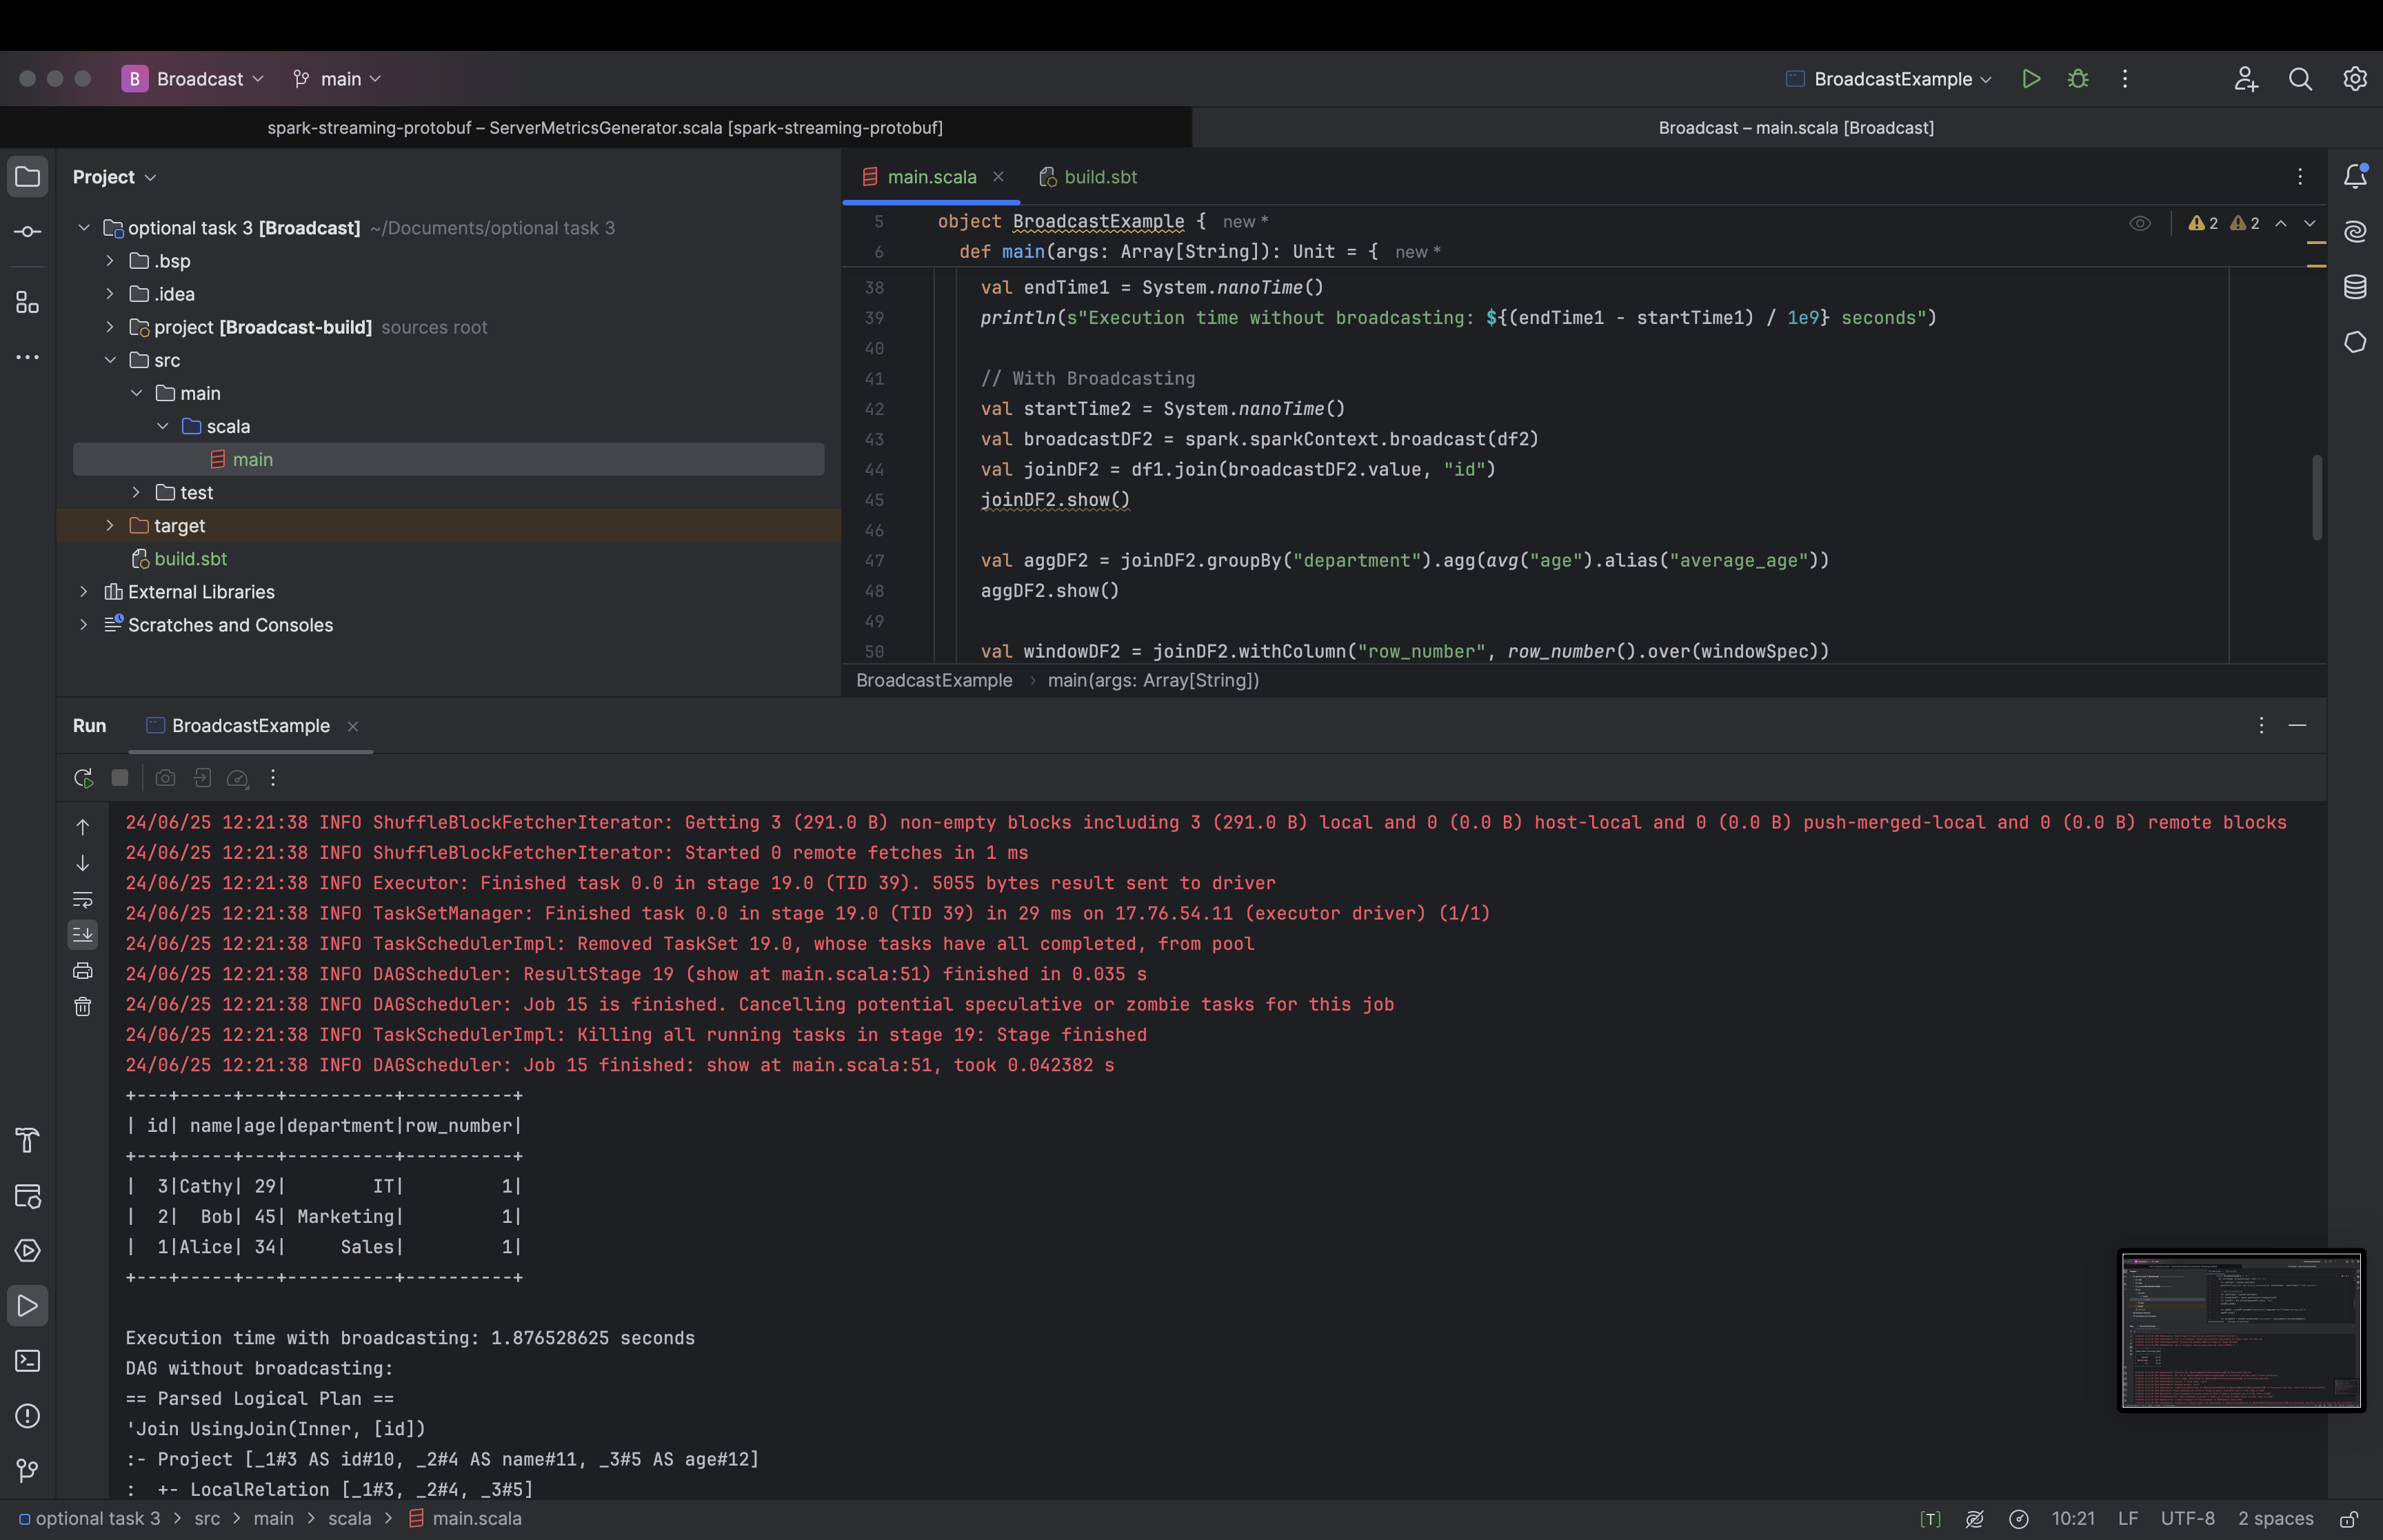 B Broadcast main BroadcastExample
spark-streaming-protobuf – ServerMetricsGenerator.scala [spark-streaming-protobuf] Broadcast – main.scala [Broadcast]
Project
optional task 3 [Broadcast] ~/Documents/optional task 3
.bsp
.idea
project [Broadcast-build] sources root
src
main
scala
main
test
target
build.sbt
External Libraries
Scratches and Consoles
main.scala build.sbt
5 object BroadcastExample { new *
2 2
6 def main(args: Array[String]): Unit = { new *
38 val endTime1 = System.nanoTime()
39 println(s"Execution time without broadcasting: ${(endTime1 - startTime1) / 1e9} seconds")
40
41 // With Broadcasting
42 val startTime2 = System.nanoTime()
43 val broadcastDF2 = spark.sparkContext.broadcast(df2)
44 val joinDF2 = df1.join(broadcastDF2.value, "id")
45 joinDF2.show()
46
47 val aggDF2 = joinDF2.groupBy("department").agg(avg("age").alias("average_age"))
48 aggDF2.show()
49
50 val windowDF2 = joinDF2.withColumn("row_number", row_number().over(windowSpec))
BroadcastExample › main(args: Array[String])
Run BroadcastExample
24/06/25 12:21:38 INFO ShuffleBlockFetcherIterator: Getting 3 (291.0 B) non-empty blocks including 3 (291.0 B) local and 0 (0.0 B) host-local and 0 (0.0 B) push-merged-local and 0 (0.0 B) remote blocks
24/06/25 12:21:38 INFO ShuffleBlockFetcherIterator: Started 0 remote fetches in 1 ms
24/06/25 12:21:38 INFO Executor: Finished task 0.0 in stage 19.0 (TID 39). 5055 bytes result sent to driver
24/06/25 12:21:38 INFO TaskSetManager: Finished task 0.0 in stage 19.0 (TID 39) in 29 ms on 17.76.54.11 (executor driver) (1/1)
24/06/25 12:21:38 INFO TaskSchedulerImpl: Removed TaskSet 19.0, whose tasks have all completed, from pool
24/06/25 12:21:38 INFO DAGScheduler: ResultStage 19 (show at main.scala:51) finished in 0.035 s
24/06/25 12:21:38 INFO DAGScheduler: Job 15 is finished. Cancelling potential speculative or zombie tasks for this job
24/06/25 12:21:38 INFO TaskSchedulerImpl: Killing all running tasks in stage 19: Stage finished
24/06/25 12:21:38 INFO DAGScheduler: Job 15 finished: show at main.scala:51, took 0.042382 s
+---+-----+---+----------+----------+
| id| name|age|department|row_number|
+---+-----+---+----------+----------+
|  3|Cathy| 29|        IT|         1|
|  2|  Bob| 45| Marketing|         1|
|  1|Alice| 34|     Sales|         1|
+---+-----+---+----------+----------+
Execution time with broadcasting: 1.876528625 seconds
DAG without broadcasting:
== Parsed Logical Plan ==
'Join UsingJoin(Inner, [id])
:- Project [_1#3 AS id#10, _2#4 AS name#11, _3#5 AS age#12]
:  +- LocalRelation [_1#3, _2#4, _3#5]
optional task 3 › src › main › scala › main.scala [T] 10:21 LF UTF-8 2 spaces